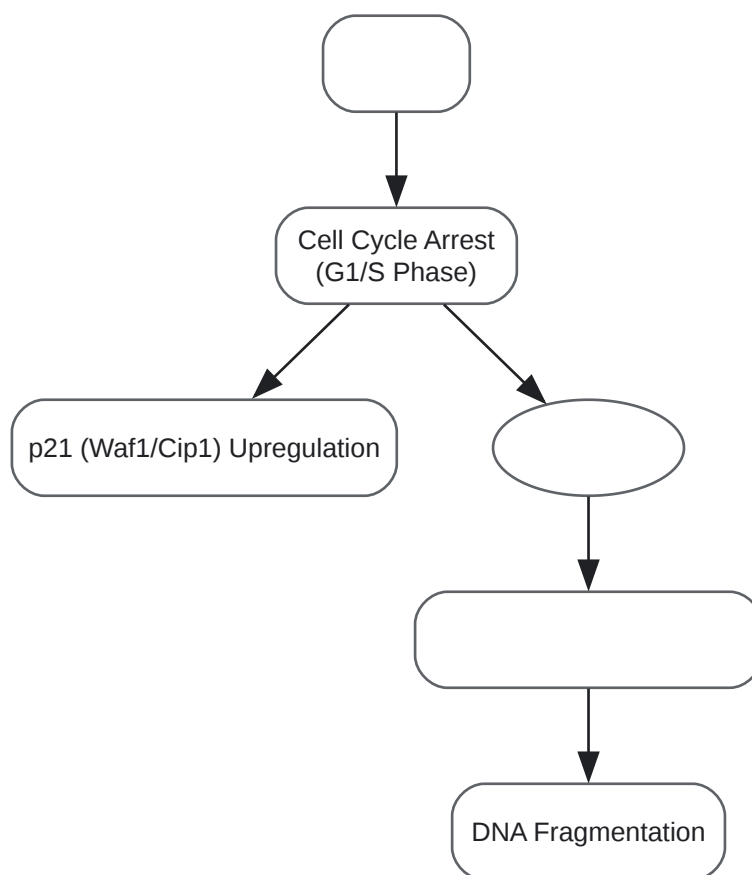 Cell Cycle Arrest
(G1/S Phase)
p21 (Waf1/Cip1) Upregulation
DNA Fragmentation